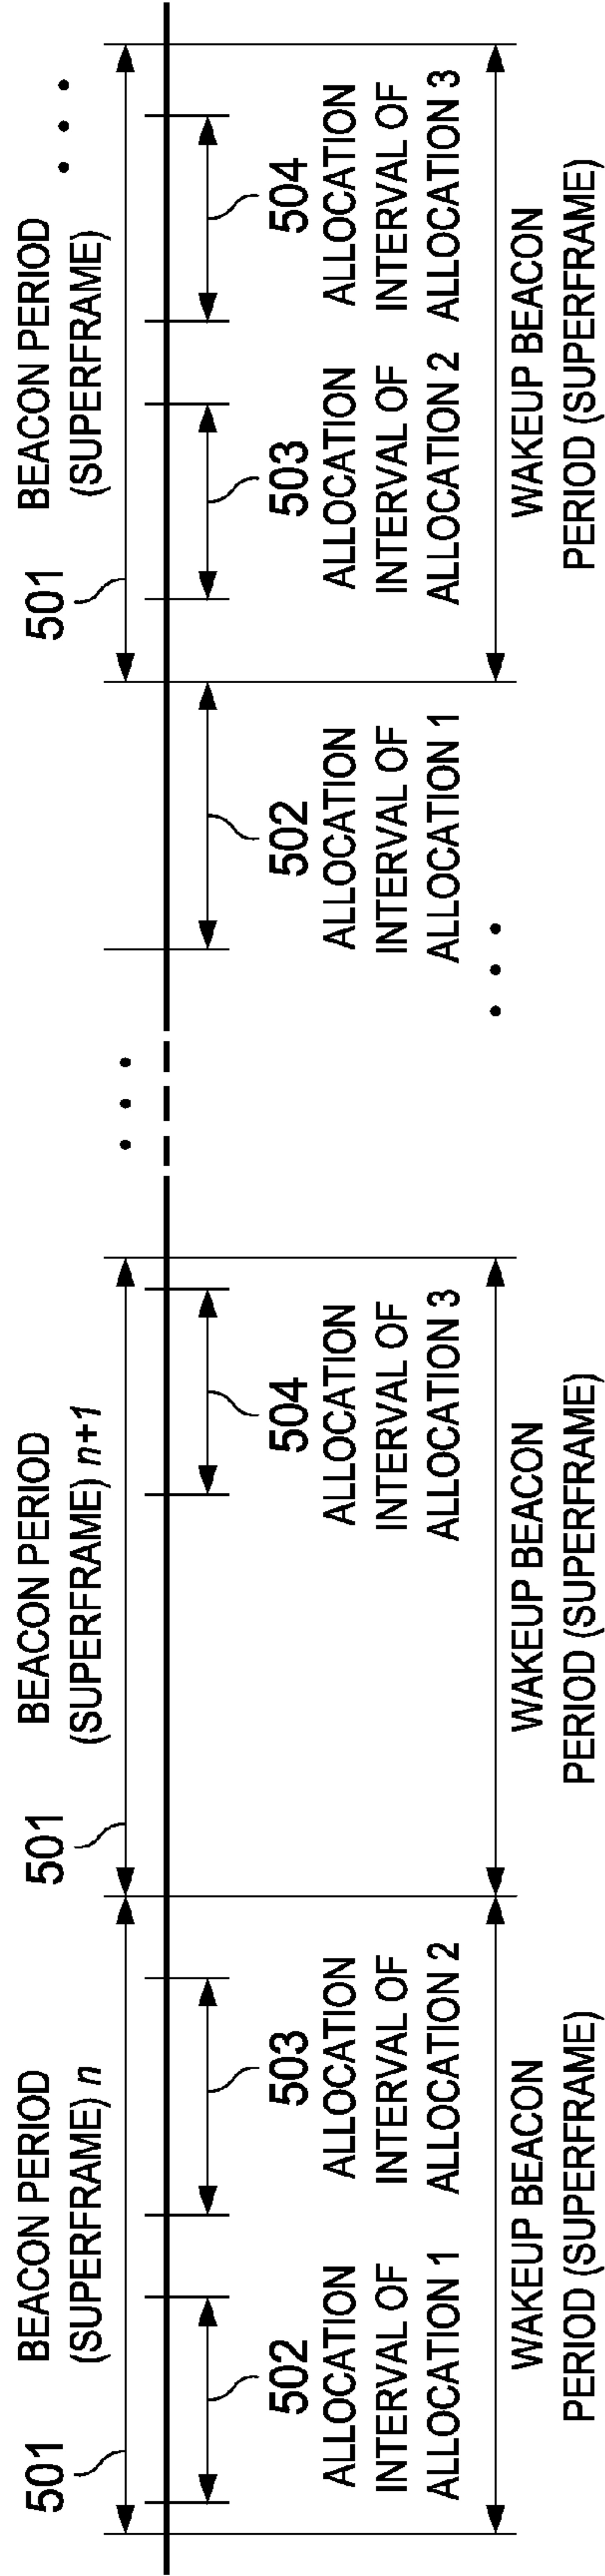 501
BEACON PERIOD
(SUPERFRAME) n
501
BEACON PERIOD
(SUPERFRAME) n+1
• • •
501
BEACON PERIOD
(SUPERFRAME)
• • •
502
ALLOCATION
INTERVAL OF
ALLOCATION 1
503
ALLOCATION
INTERVAL OF
ALLOCATION 2
504
ALLOCATION
INTERVAL OF
ALLOCATION 3
502
ALLOCATION
INTERVAL OF
ALLOCATION 1
503
ALLOCATION
INTERVAL OF
ALLOCATION 2
504
ALLOCATION
INTERVAL OF
ALLOCATION 3
WAKEUP BEACON
PERIOD (SUPERFRAME)
WAKEUP BEACON
PERIOD (SUPERFRAME)
• • •
WAKEUP BEACON
PERIOD (SUPERFRAME)